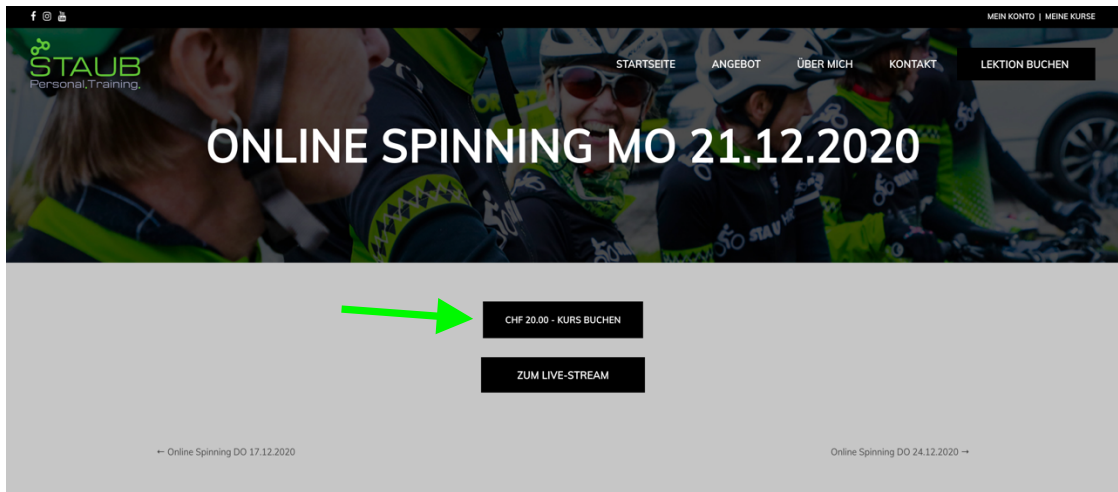 MEIN KONTO | MEINE KURSE
STAUB
Personal.Training.
STARTSEITE ANGEBOT ÜBER MICH KONTAKT LEKTION BUCHEN
ONLINE SPINNING MO 21.12.2020
STAU
CHF 20.00 - KURS BUCHEN
ZUM LIVE-STREAM
← Online Spinning DO 17.12.2020 Online Spinning DO 24.12.2020 →